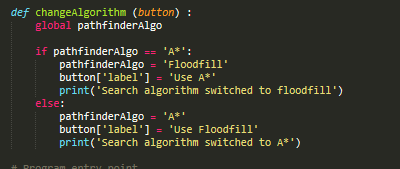 def changeAlgorithm (button) :
global pathfinderAlgo
if pathfinderAlgo == 'A*':
pathfinderAlgo = 'Floodfill'
button['label'] = 'Use A*'
print('Search algorithm switched to floodfill')
else:
pathfinderAlgo = 'A*'
button['label'] = 'Use Floodfill'
print('Search algorithm switched to A*')
# Program entry point